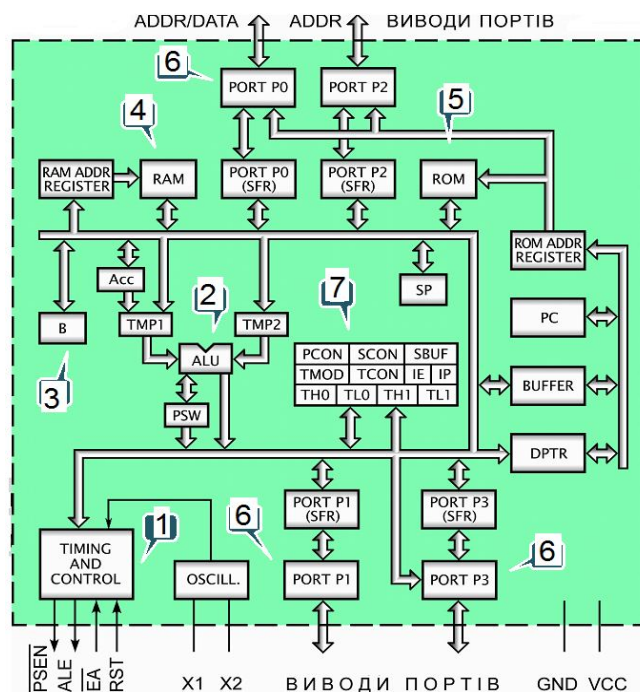 ADDR/DATA ADDR ВИВОДИ ПОРТІВ
6
PORT P0 PORT P2
4 5
RAM ADDR REGISTER RAM PORT P0 (SFR) PORT P2 (SFR) ROM
ROM ADDR REGISTER
Acc SP
2 7
B TMP1 TMP2 PC
3
ALU PCON SCON SBUF
TMOD TCON IE IP
TH0 TL0 TH1 TL1
BUFFER
PSW
DPTR
PORT P1 (SFR) PORT P3 (SFR)
1 6 6
TIMING AND CONTROL OSCILL. PORT P1 PORT P3
PSEN ALE EA RST X1 X2 ВИВОДИ ПОРТІВ GND VCC